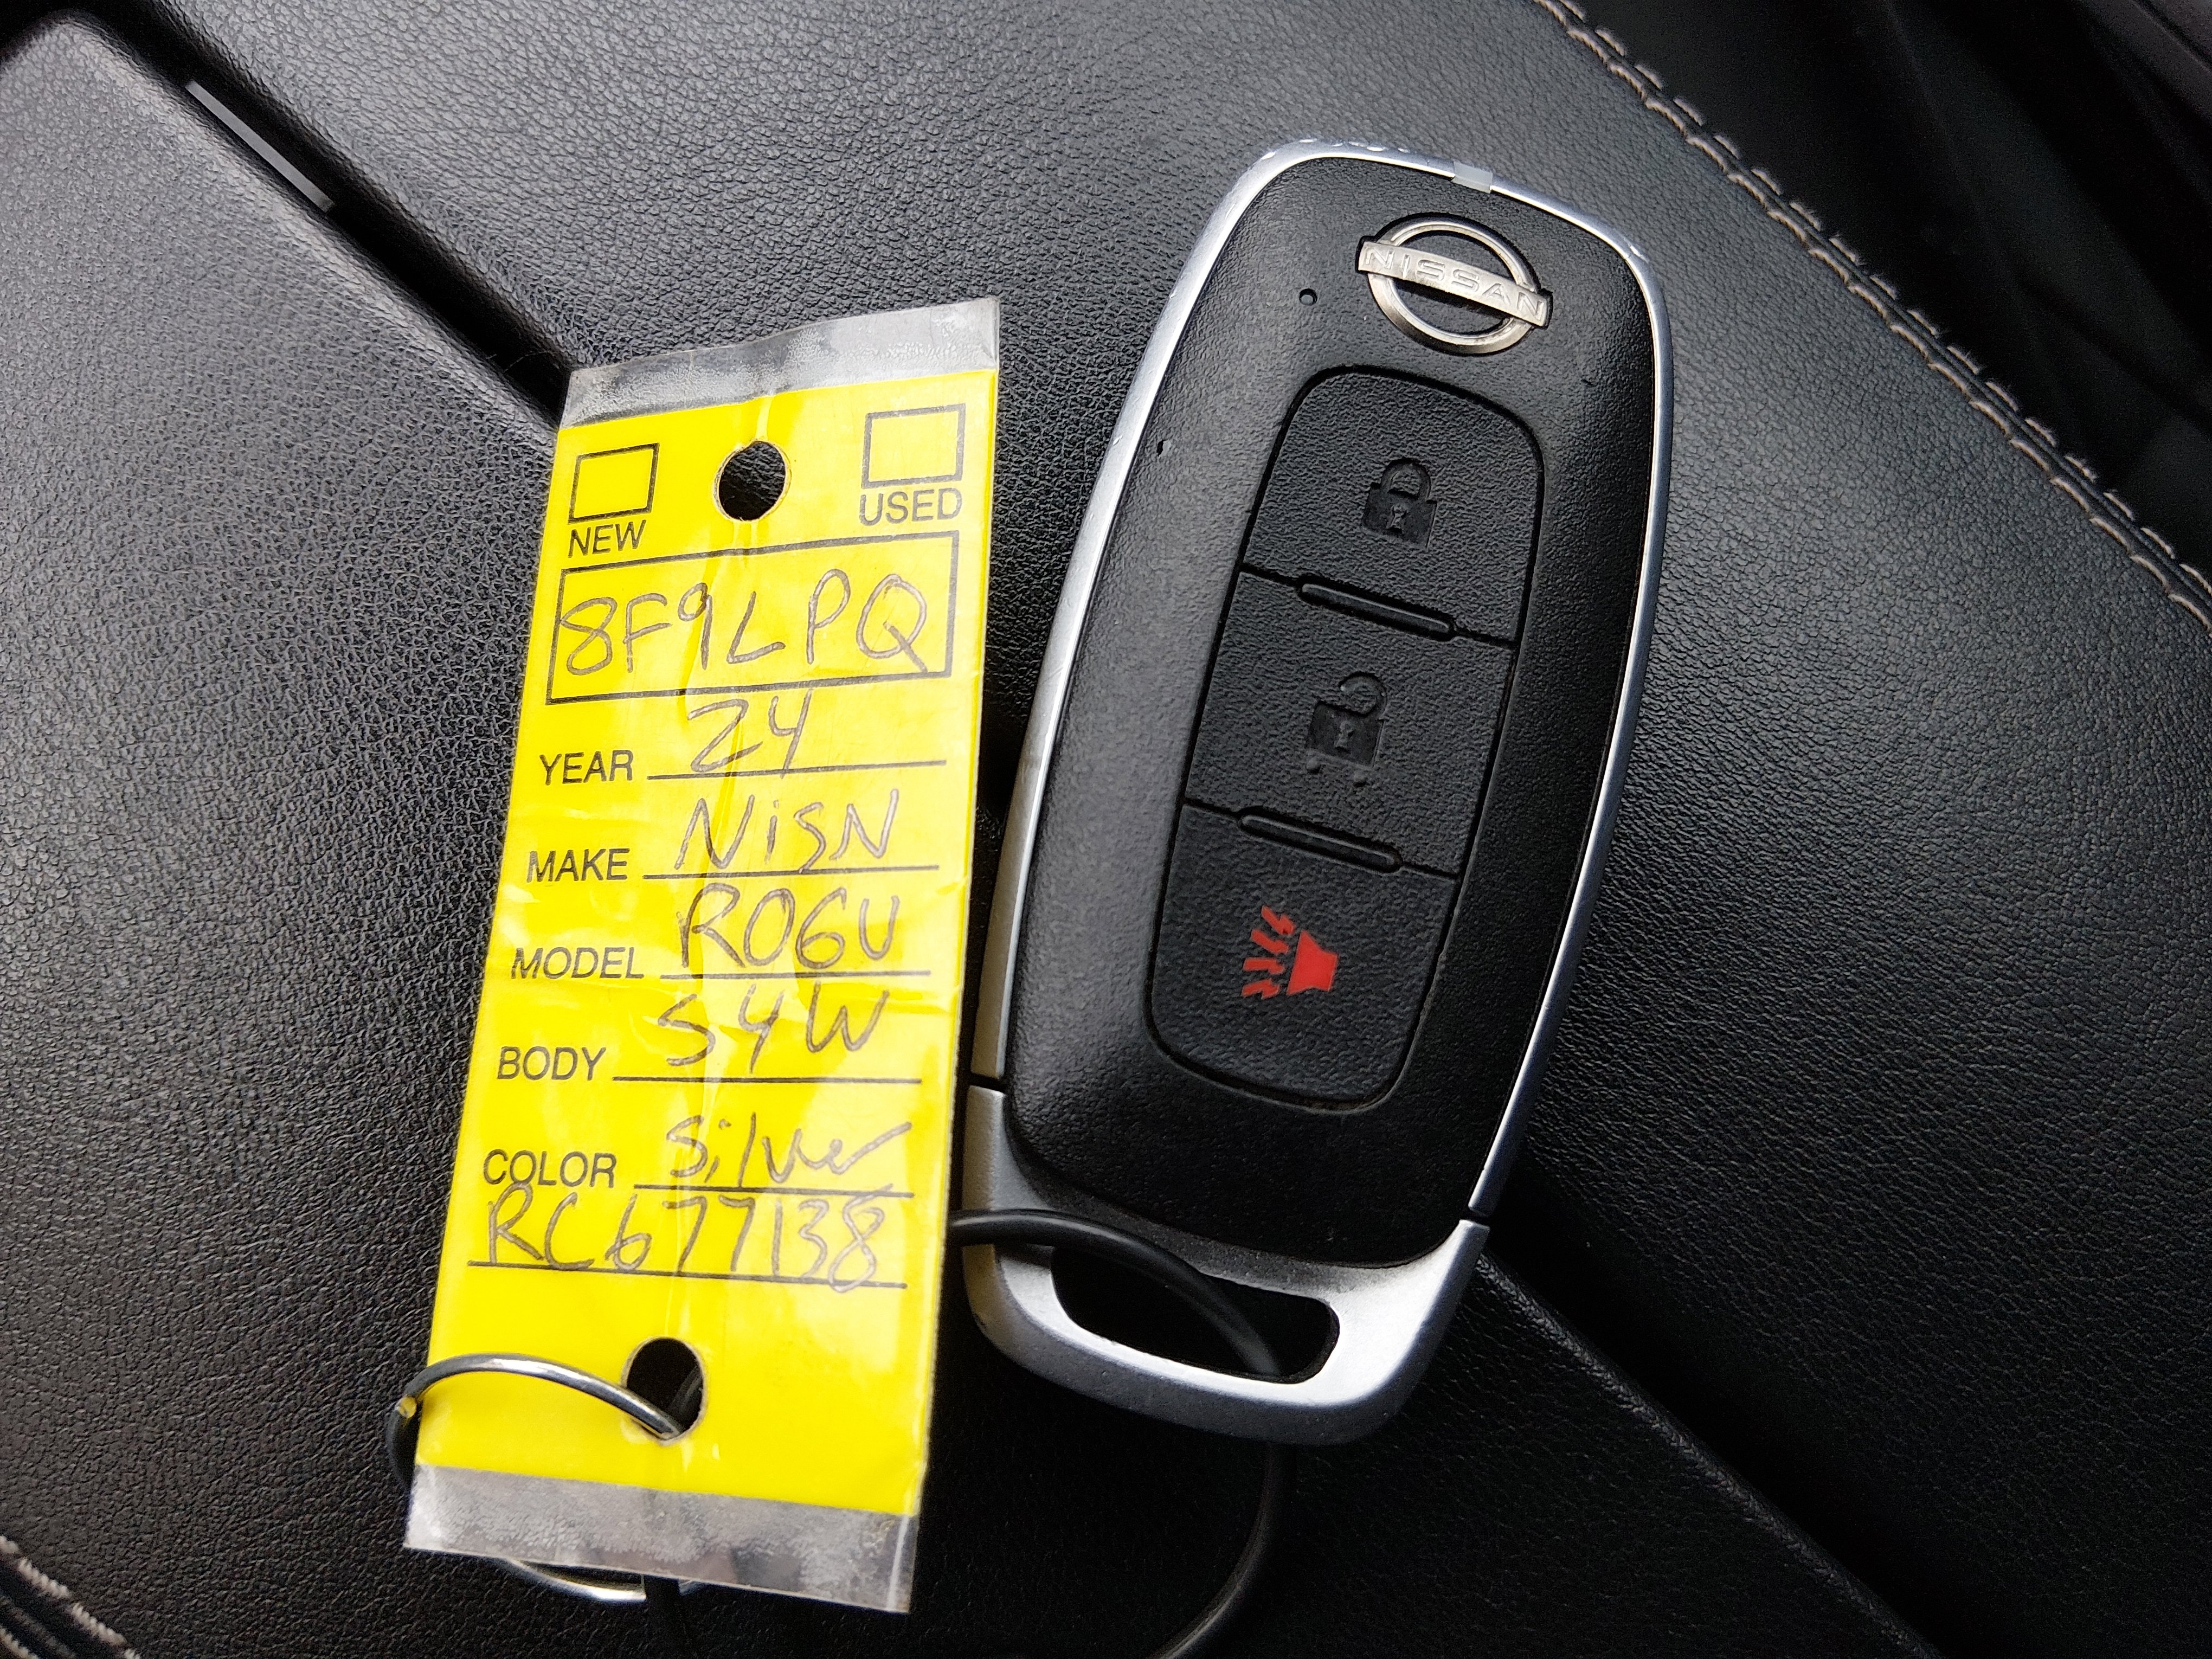 NEW USED
8F9LPQ
YEAR 24
MAKE NiSN
MODEL ROGU
BODY S4W
COLOR Silver
RC677138
NISSAN